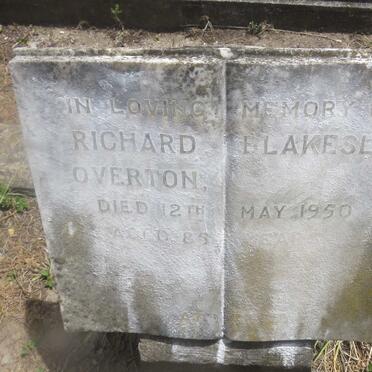 IN LOVING MEMORY
RICHARD BLAKESL
OVERTON,
DIED 12TH MAY 1950
AGED 85